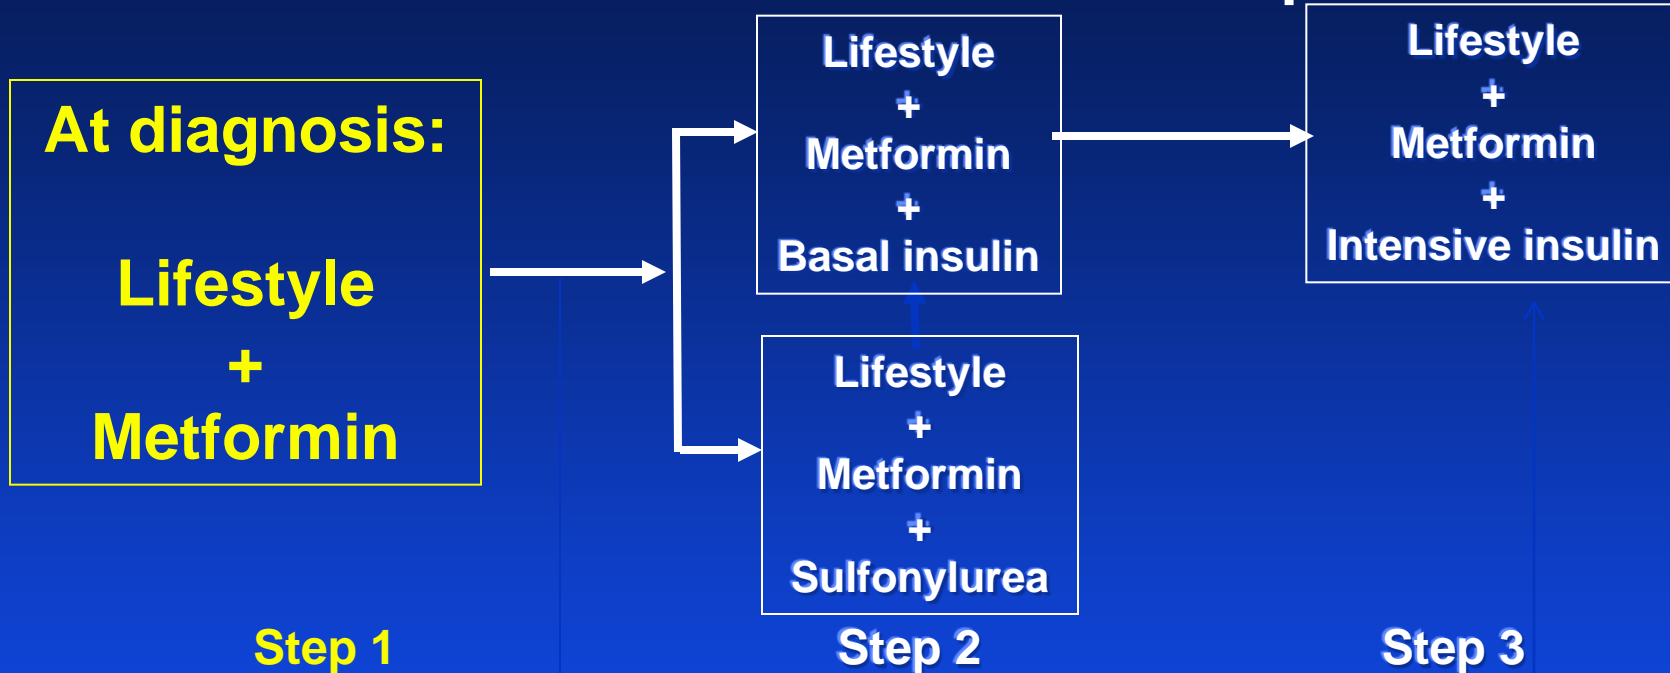 At diagnosis:
Lifestyle
+
Metformin
Lifestyle
+
Metformin
+
Basal insulin
Lifestyle
+
Metformin
+
Sulfonylurea
Lifestyle
+
Metformin
+
Intensive insulin
Step 1
Step 2
Step 3